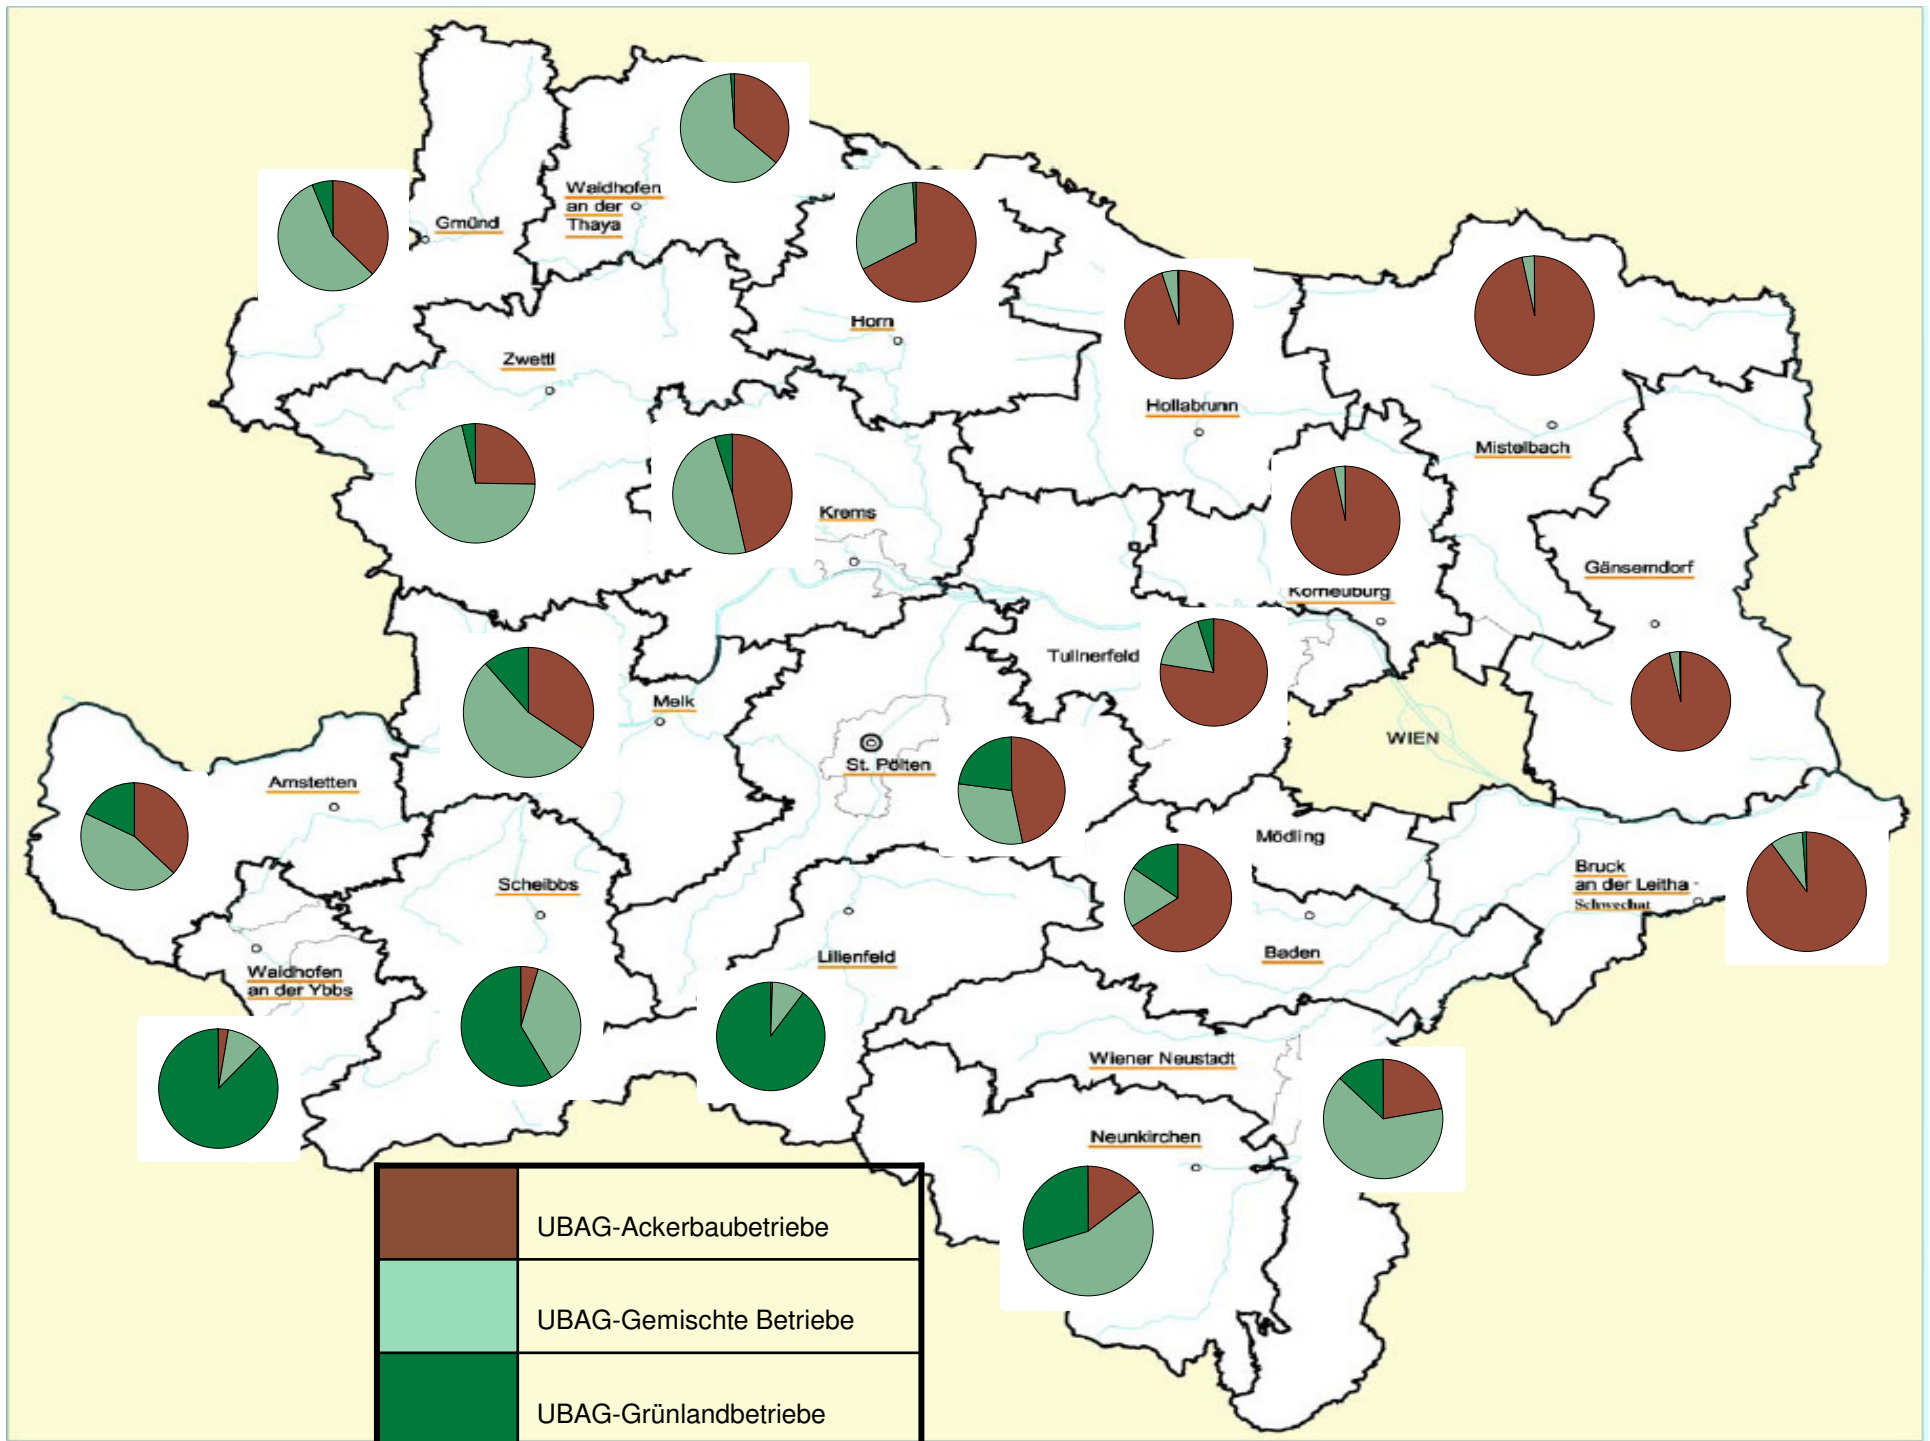 Waidhofen
an der
Thaya
Gmünd
Horn
Zwettl
Hollabrunn
Mistelbach
Krems
Gänserndorf
Korneuburg
Tullnerfeld
Melk
WIEN
St. Pölten
Amstetten
Mödling
Bruck
an der Leitha -
Schwechat
Scheibbs
Lilienfeld
Baden
Waidhofen
an der Ybbs
Wiener Neustadt
Neunkirchen
UBAG-Ackerbaubetriebe
UBAG-Gemischte Betriebe
UBAG-Grünlandbetriebe